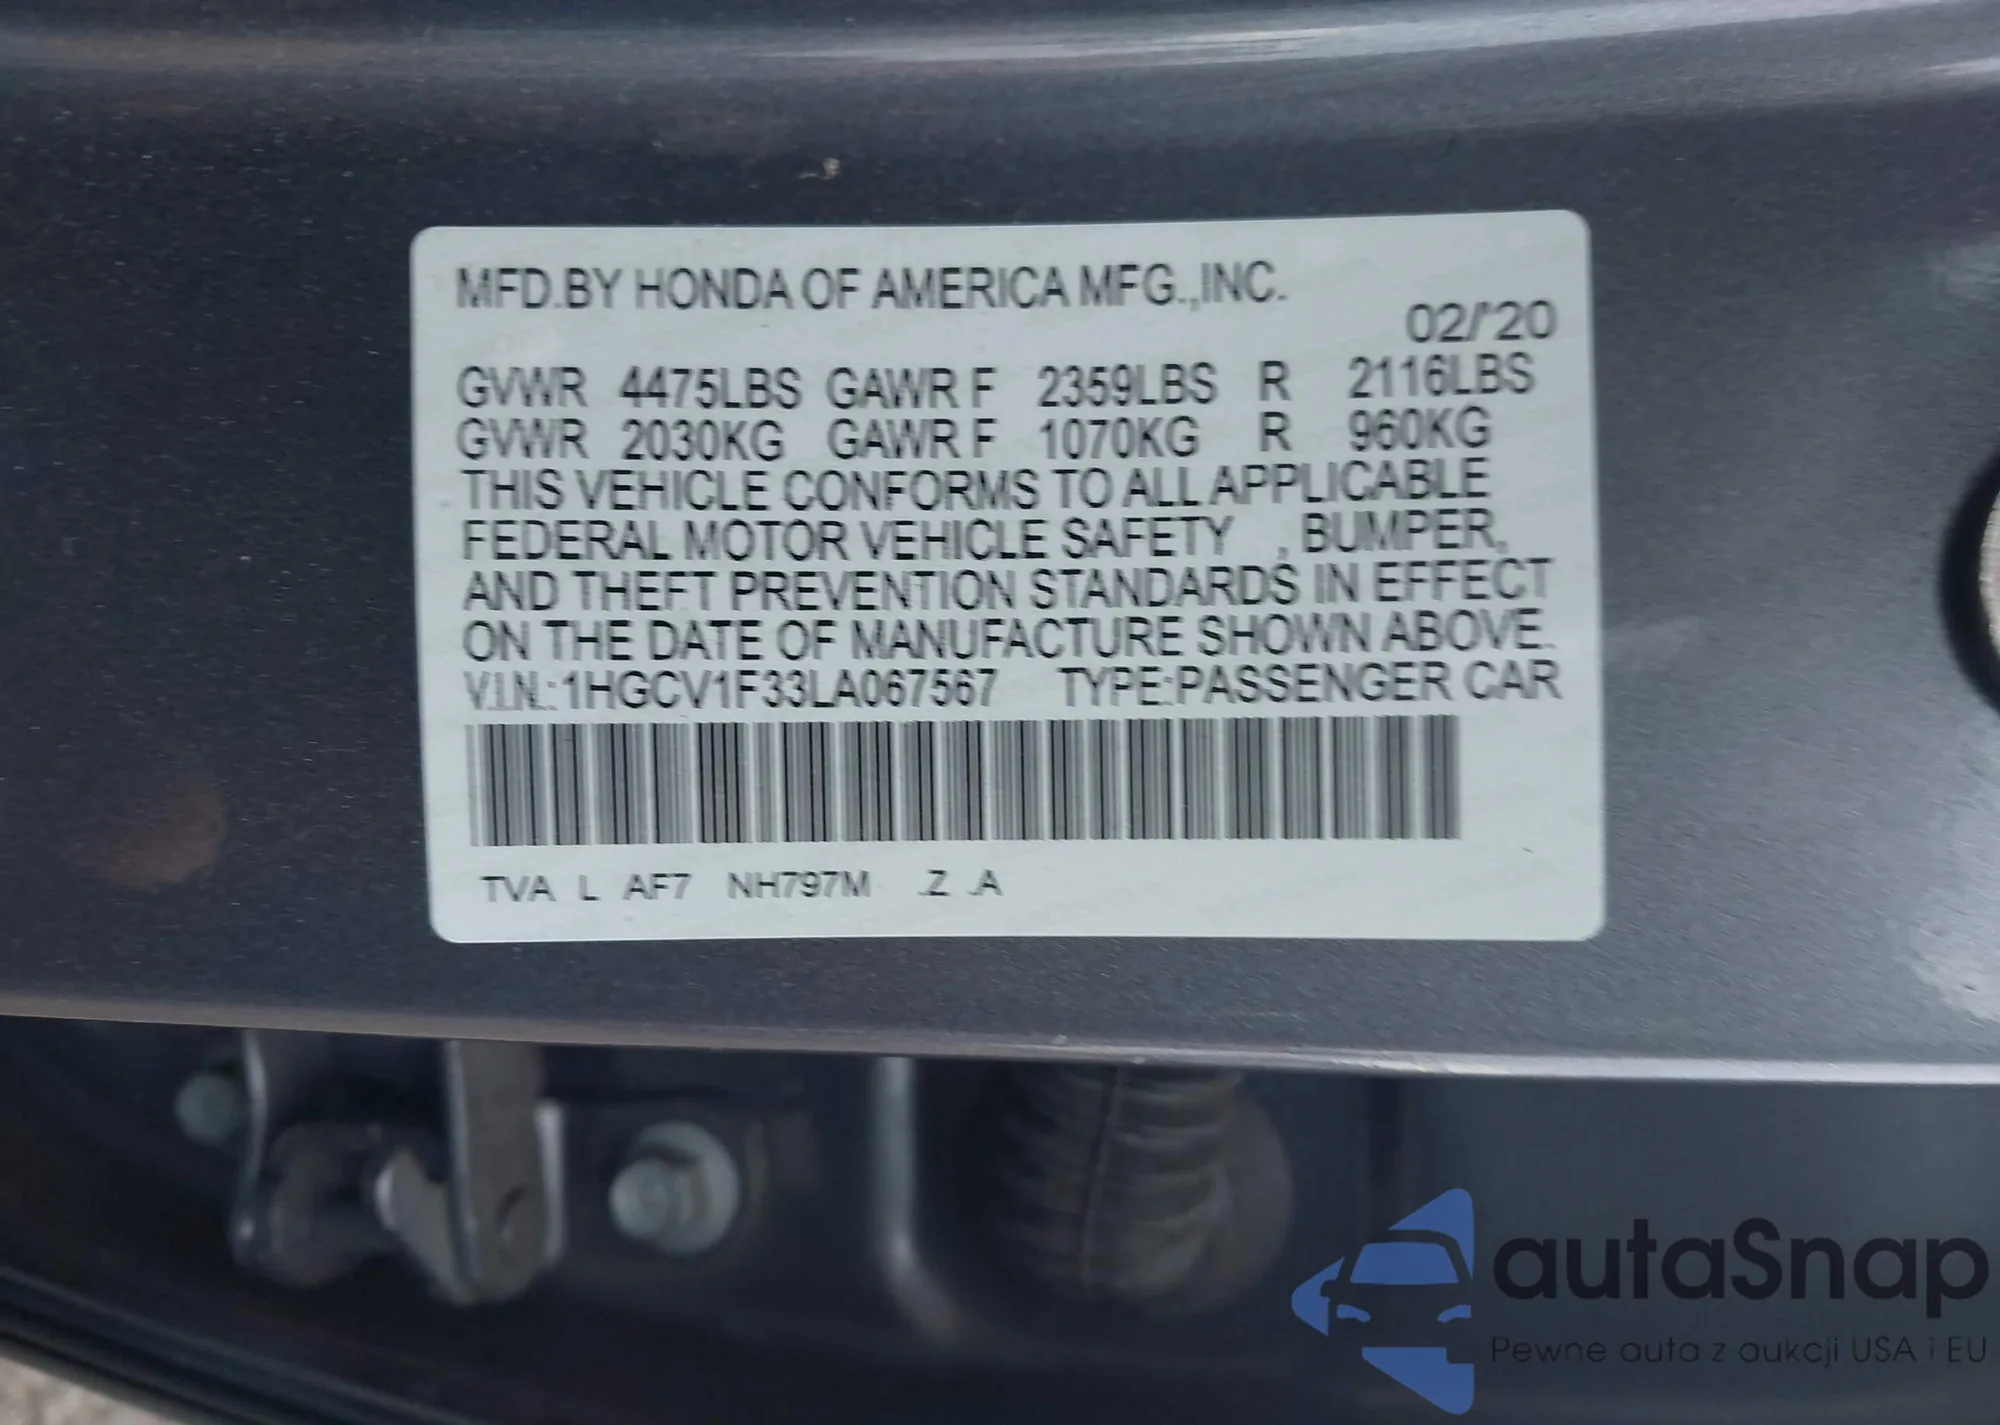 MFD.BY HONDA OF AMERICA MFG.,INC.
02/'20
GVWR 4475LBS GAWR F 2359LBS R 2116LBS
GVWR 2030KG GAWR F 1070KG R 960KG
THIS VEHICLE CONFORMS TO ALL APPLICABLE
FEDERAL MOTOR VEHICLE SAFETY , BUMPER,
AND THEFT PREVENTION STANDARDS IN EFFECT
ON THE DATE OF MANUFACTURE SHOWN ABOVE.
V.I.N.:1HGCV1F33LA067567 TYPE:PASSENGER CAR
TVA L AF7 NH797M .Z .A
autaSnap
Pewne auta z aukcji USA i EU